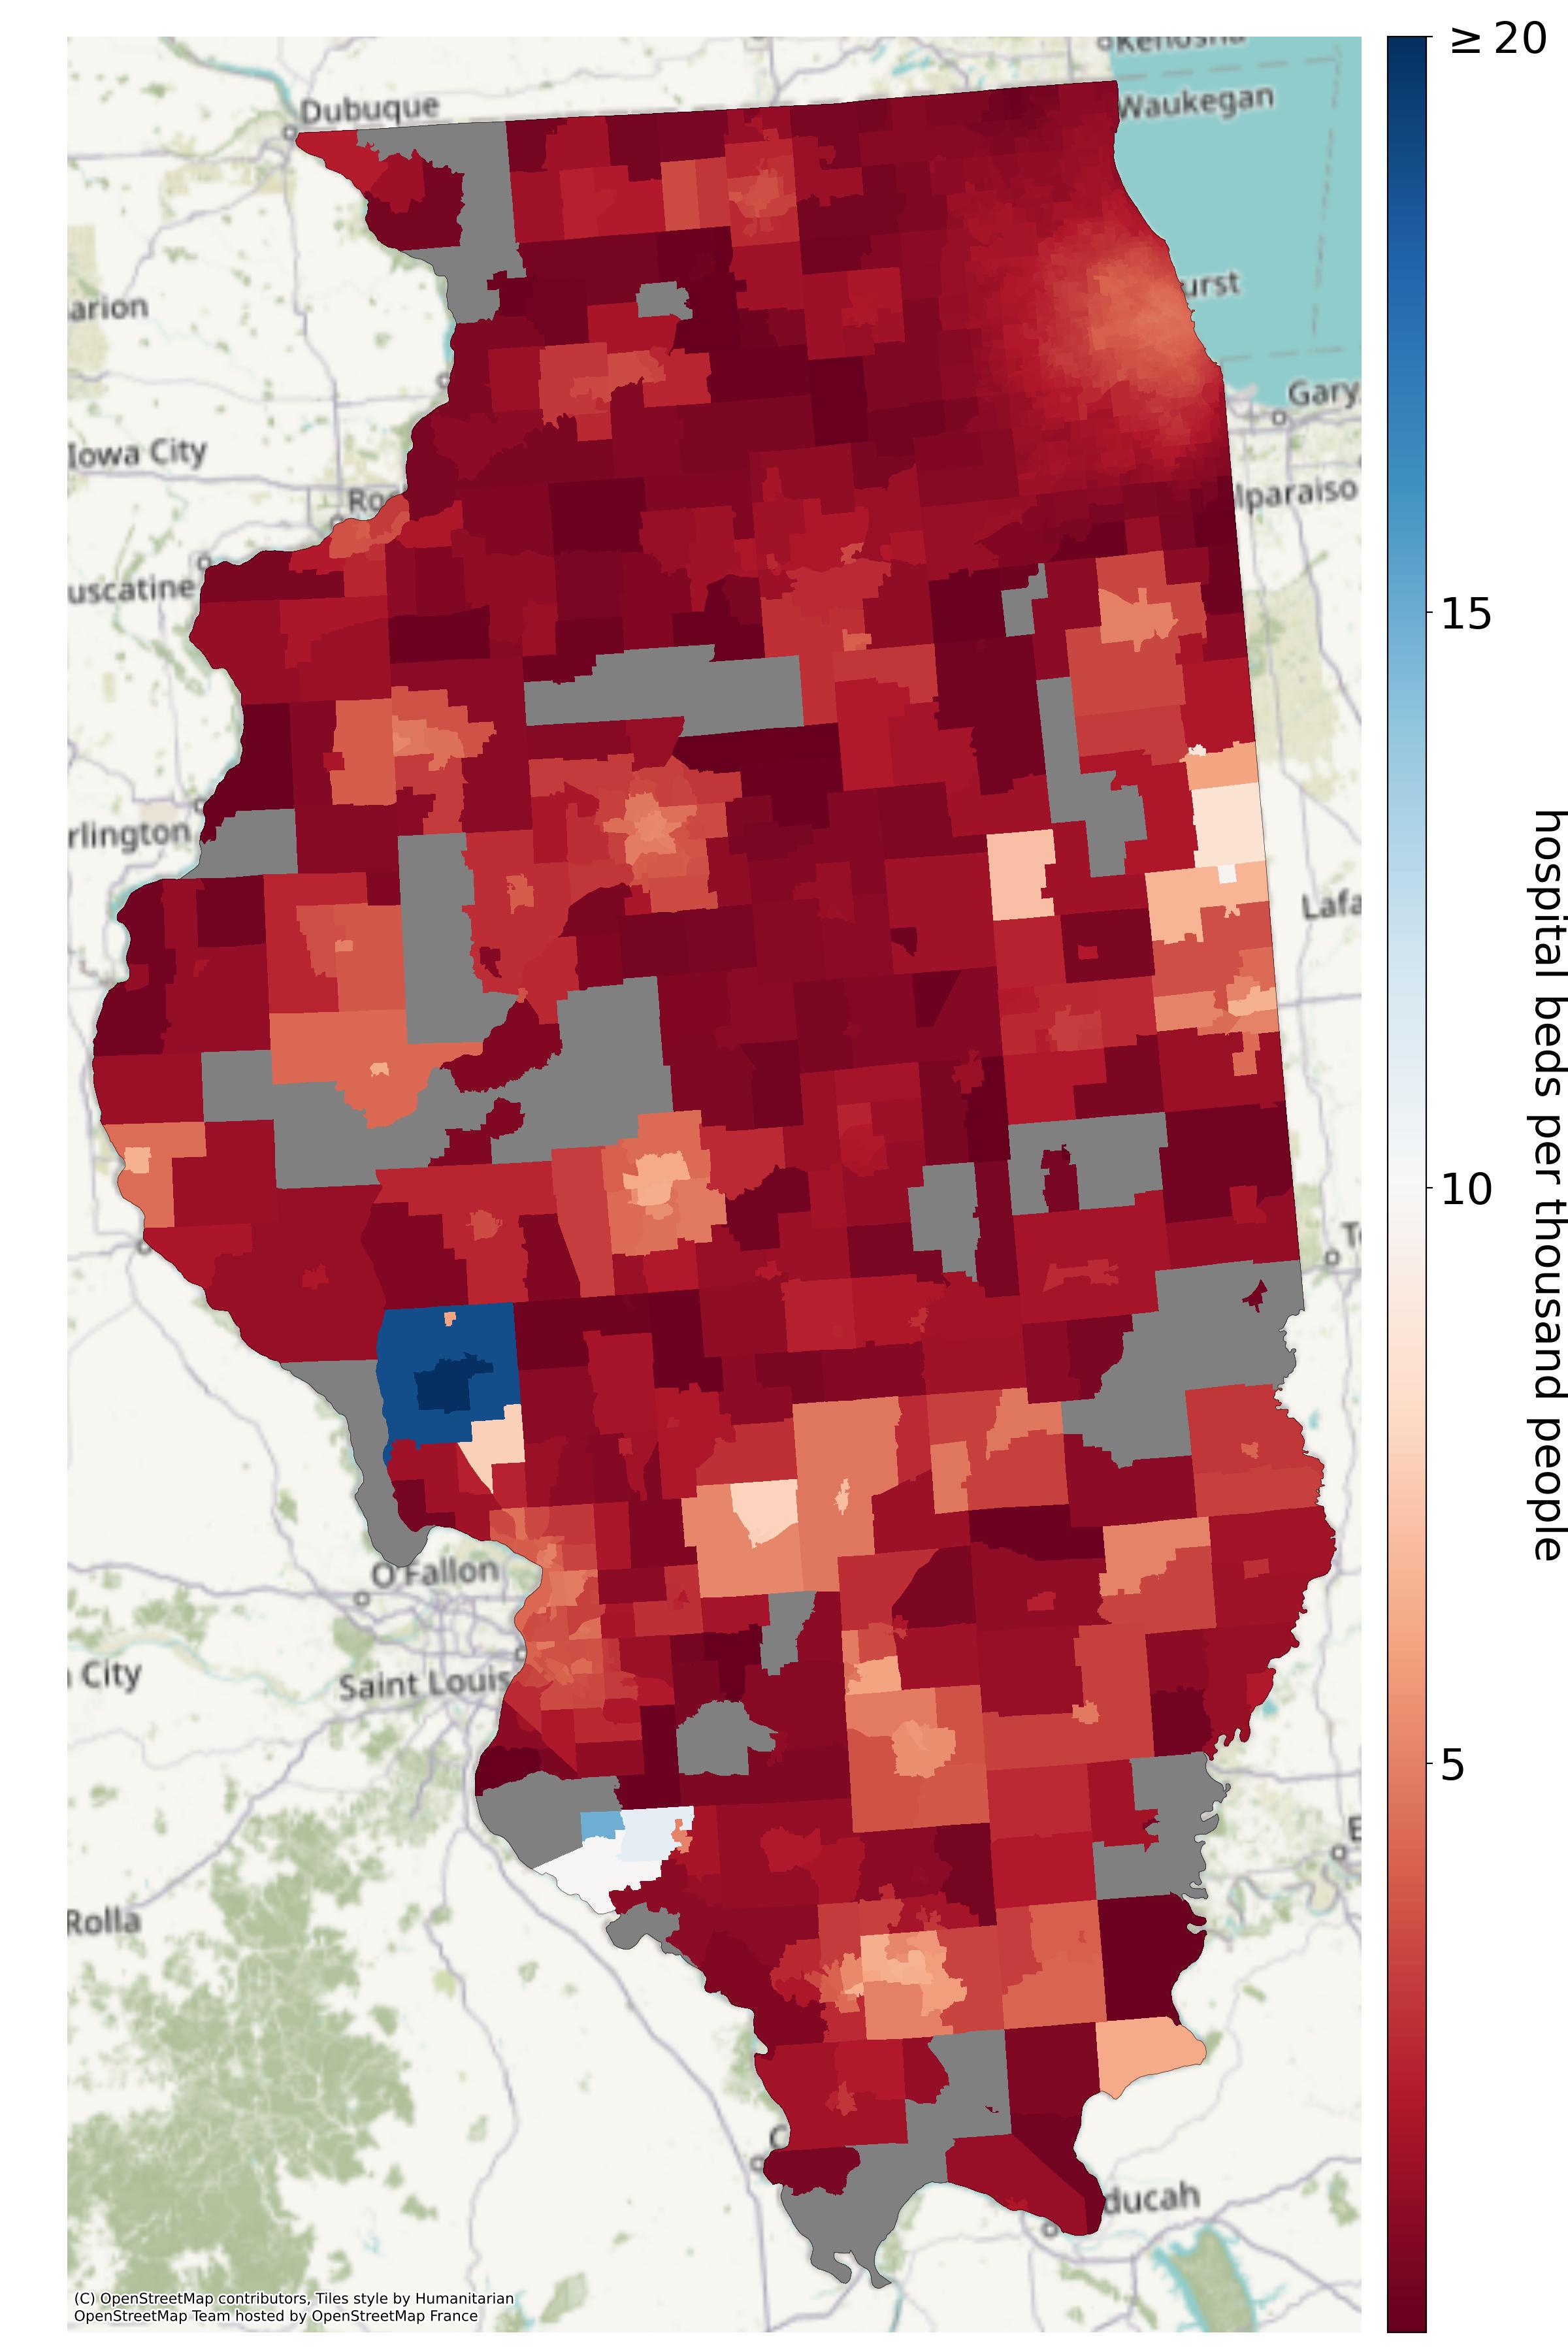 ≥ 20
Kenosha
Dubuque
Waukegan
urst
arion
Gary
Iowa City
lparaiso
15
uscatine
rlington
Lafa
hospital beds per thousand people
10
O'Fallon
City
Saint Louis
5
Rolla
ducah
(C) OpenStreetMap contributors, Tiles style by Humanitarian
OpenStreetMap Team hosted by OpenStreetMap France